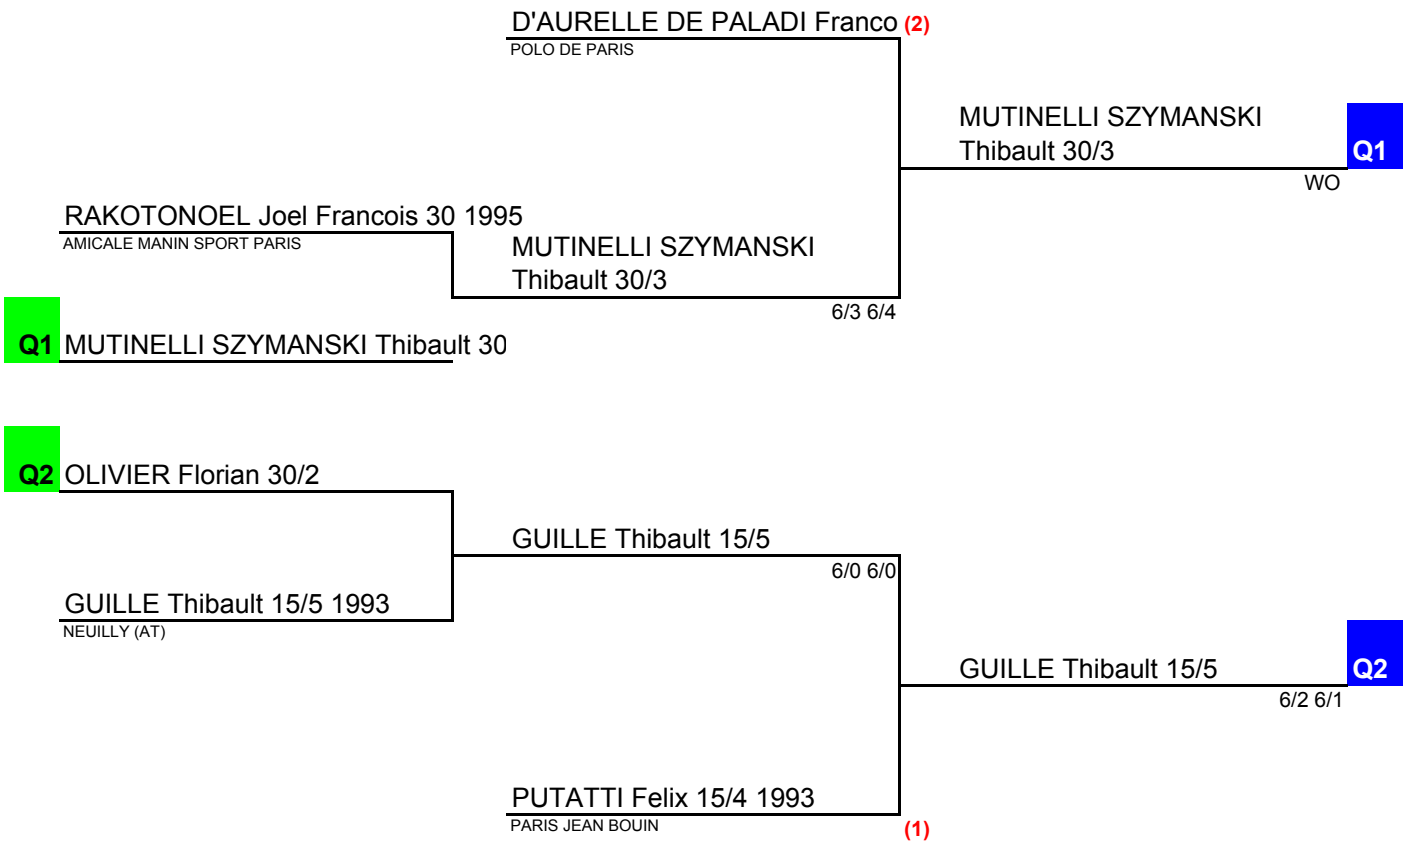 D'AURELLE DE PALADI Franco (2)
POLO DE PARIS
MUTINELLI SZYMANSKI
Thibault 30/3
Q1
WO
RAKOTONOEL Joel Francois 30 1995
AMICALE MANIN SPORT PARIS
MUTINELLI SZYMANSKI
Thibault 30/3
6/3 6/4
Q1 MUTINELLI SZYMANSKI Thibault 30
Q2 OLIVIER Florian 30/2
GUILLE Thibault 15/5
6/0 6/0
GUILLE Thibault 15/5 1993
NEUILLY (AT)
GUILLE Thibault 15/5
Q2
6/2 6/1
PUTATTI Felix 15/4 1993
PARIS JEAN BOUIN
(1)